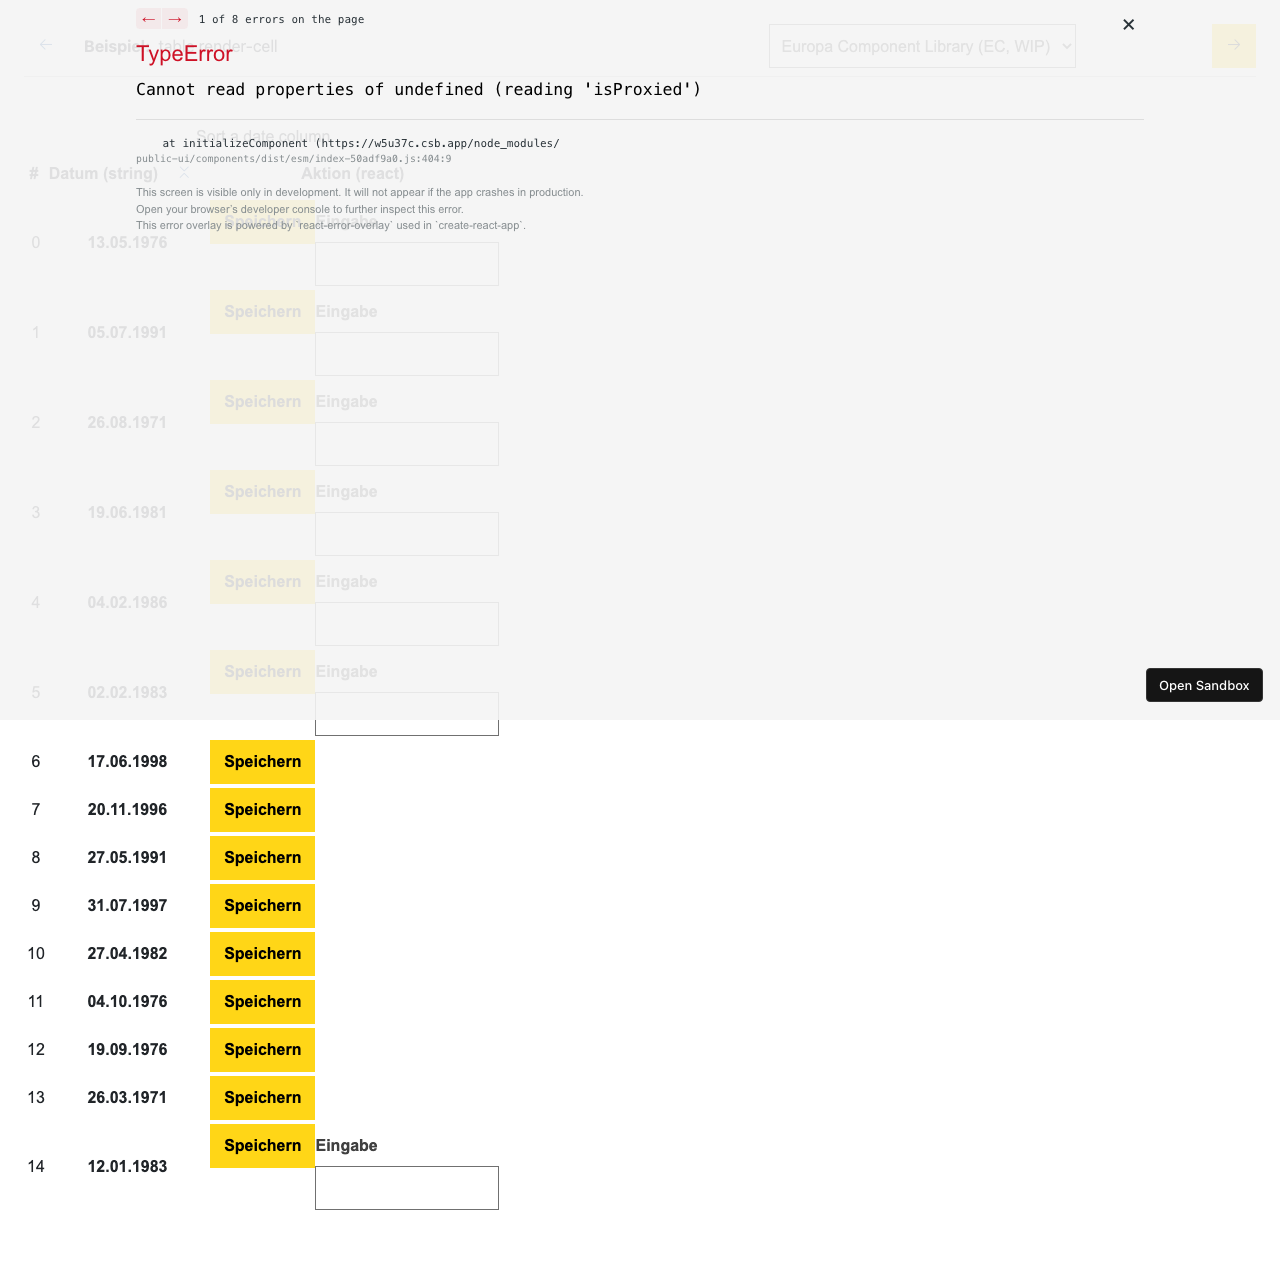 ← → 1 of 8 errors on the page
×
← Beispiel table render-cell
Europa Component Library (EC, WIP)
→
TypeError
Cannot read properties of undefined (reading 'isProxied')
Sort a date column
at initializeComponent (https://w5u37c.csb.app/node_modules/
public-ui/components/dist/esm/index-50adf9a0.js:404:9
# Datum (string) Aktion (react)
This screen is visible only in development. It will not appear if the app crashes in production.
Open your browser's developer console to further inspect this error.
This error overlay is powered by `react-error-overlay` used in `create-react-app`.
0 13.05.1976 Speichern Eingabe
1 05.07.1991 Speichern Eingabe
2 26.08.1971 Speichern Eingabe
3 19.06.1981 Speichern Eingabe
4 04.02.1986 Speichern Eingabe
5 02.02.1983 Speichern Eingabe
Open Sandbox
6 17.06.1998 Speichern
7 20.11.1996 Speichern
8 27.05.1991 Speichern
9 31.07.1997 Speichern
10 27.04.1982 Speichern
11 04.10.1976 Speichern
12 19.09.1976 Speichern
13 26.03.1971 Speichern
14 12.01.1983 Speichern Eingabe